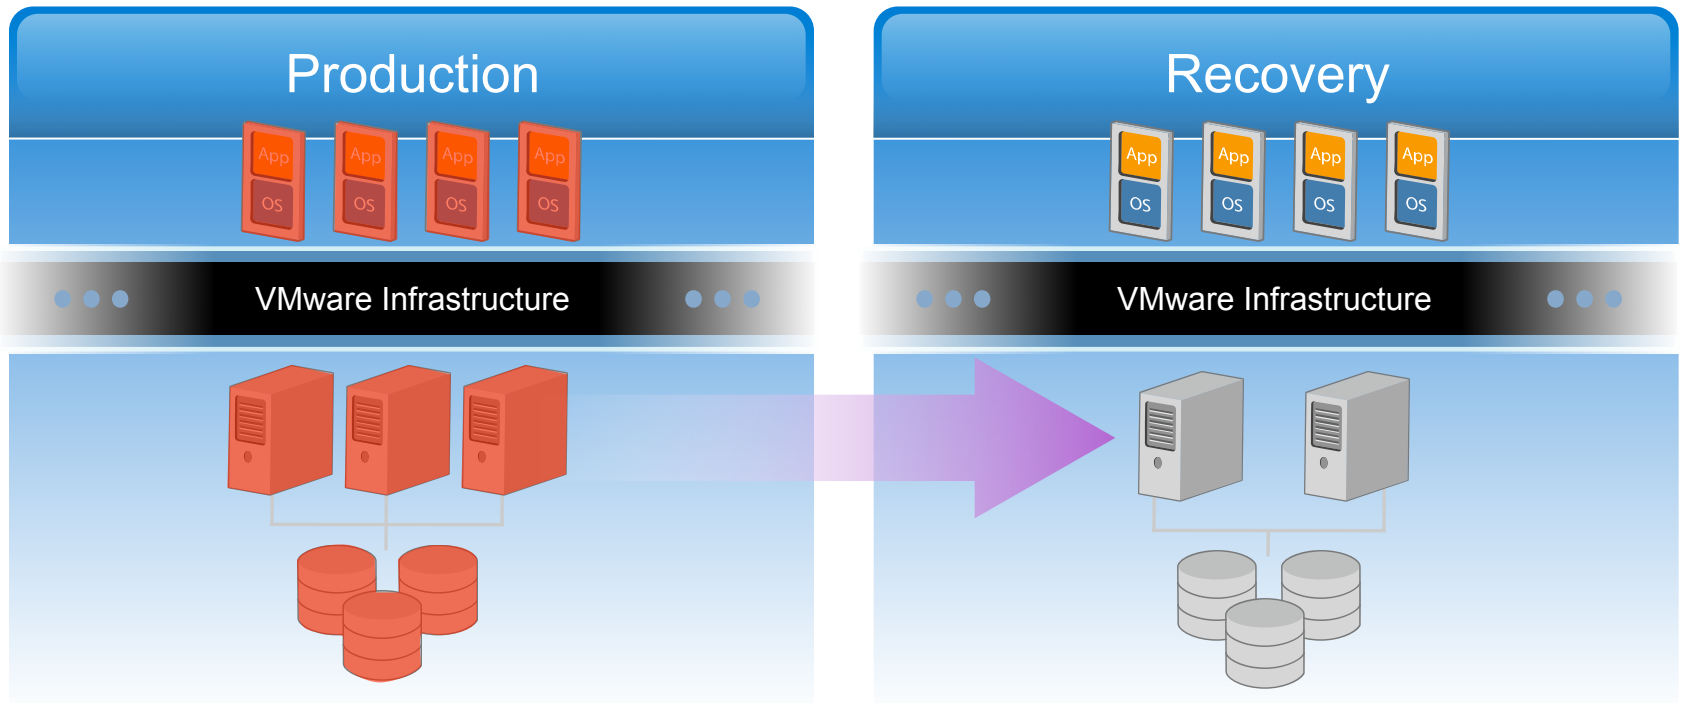 Production
App App App App
OS OS OS OS
VMware Infrastructure
Recovery
App App App App
OS OS OS OS
VMware Infrastructure